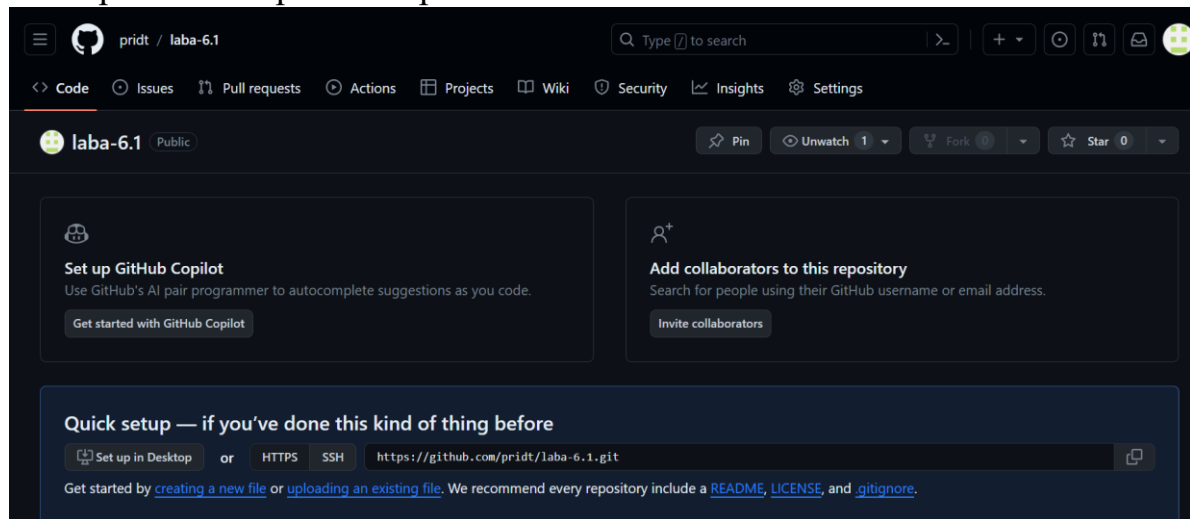 pridt / laba-6.1
Type / to search
Code Issues Pull requests Actions Projects Wiki Security Insights Settings
laba-6.1 Public
Pin Unwatch 1 Fork 0 Star 0
Set up GitHub Copilot
Use GitHub's AI pair programmer to autocomplete suggestions as you code.
Get started with GitHub Copilot
Add collaborators to this repository
Search for people using their GitHub username or email address.
Invite collaborators
Quick setup — if you've done this kind of thing before
Set up in Desktop or HTTPS SSH https://github.com/pridt/laba-6.1.git
Get started by creating a new file or uploading an existing file. We recommend every repository include a README, LICENSE, and .gitignore.